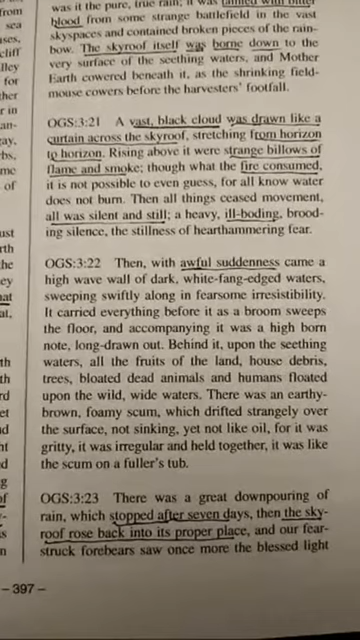 was it the pure, true rain; it was tainted with bitter
blood from some strange battlefield in the vast
skyspaces and contained broken pieces of the rain-
bow. The skyroof itself was borne down to the
very surface of the seething waters, and Mother
Earth cowered beneath it, as the shrinking field-
mouse cowers before the harvesters' footfall.
OGS:3:21 A vast, black cloud was drawn like a
curtain across the skyroof, stretching from horizon
to horizon. Rising above it were strange billows of
flame and smoke; though what the fire consumed,
it is not possible to even guess, for all know water
does not burn. Then all things ceased movement,
all was silent and still; a heavy, ill-boding, brood-
ing silence, the stillness of hearthammering fear.
OGS:3:22 Then, with awful suddenness came a
high wave wall of dark, white-fang-edged waters,
sweeping swiftly along in fearsome irresistibility.
It carried everything before it as a broom sweeps
the floor, and accompanying it was a high born
note, long-drawn out. Behind it, upon the seething
waters, all the fruits of the land, house debris,
trees, bloated dead animals and humans floated
upon the wild, wide waters. There was an earthy-
brown, foamy scum, which drifted strangely over
the surface, not sinking, yet not like oil, for it was
gritty, it was irregular and held together, it was like
the scum on a fuller's tub.
OGS:3:23 There was a great downpouring of
rain, which stopped after seven days, then the sky-
roof rose back into its proper place, and our fear-
struck forebears saw once more the blessed light
– 397 –